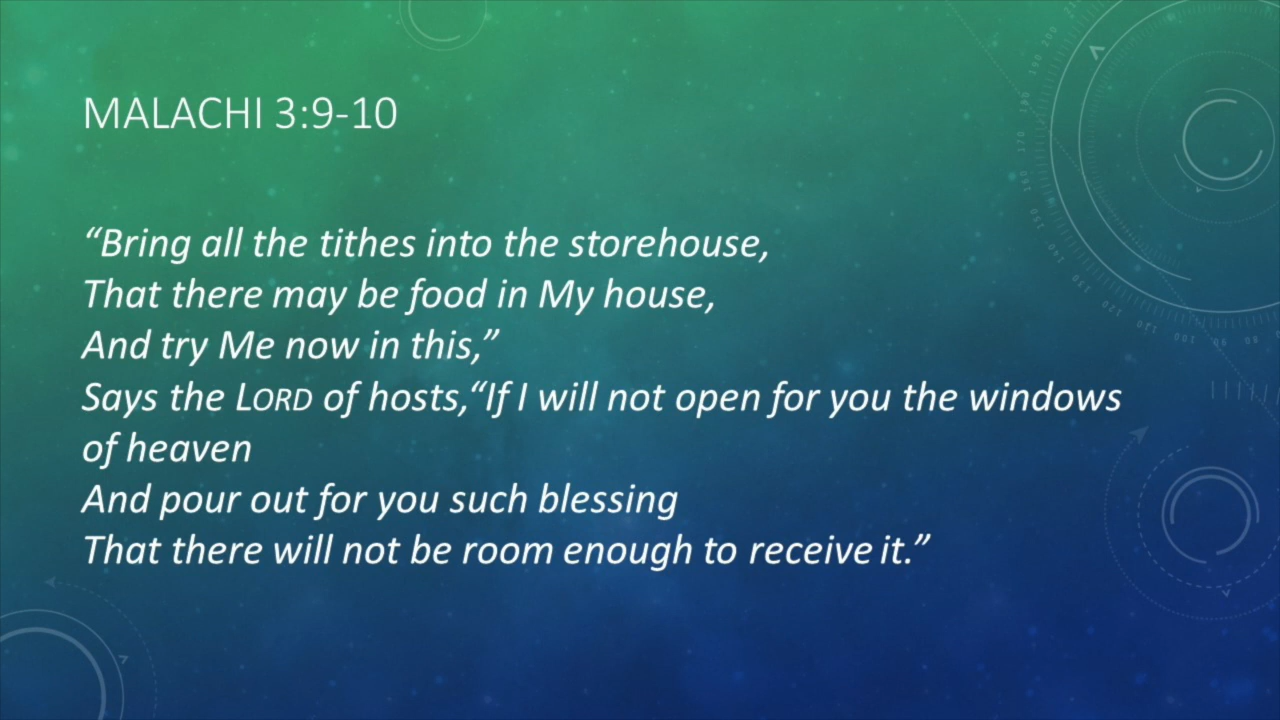 MALACHI 3:9-10
“Bring all the tithes into the storehouse,
That there may be food in My house,
And try Me now in this,”
Says the LORD of hosts,“If I will not open for you the windows
of heaven
And pour out for you such blessing
That there will not be room enough to receive it.”